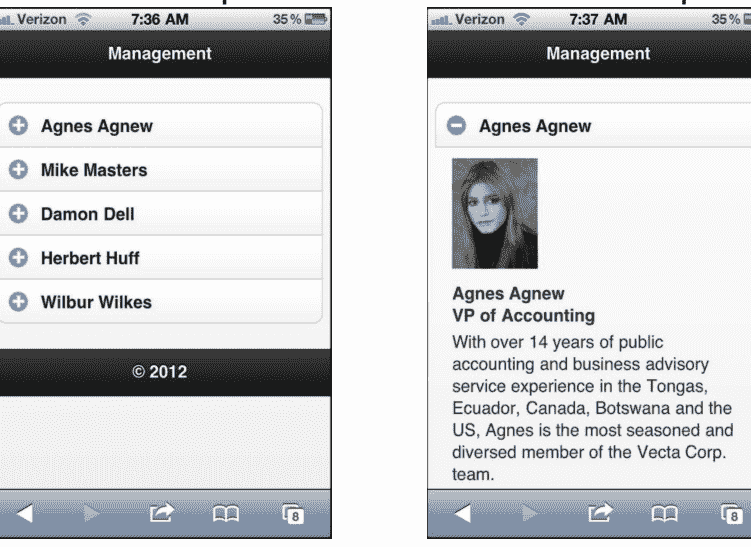 Verizon 7:36 AM 35%
Management
Agnes Agnew
Mike Masters
Damon Dell
Herbert Huff
Wilbur Wilkes
© 2012
8
Verizon 7:37 AM 35%
Management
Agnes Agnew
Agnes Agnew
VP of Accounting
With over 14 years of public
accounting and business advisory
service experience in the Tongas,
Ecuador, Canada, Botswana and the
US, Agnes is the most seasoned and
diversed member of the Vecta Corp.
team.
8